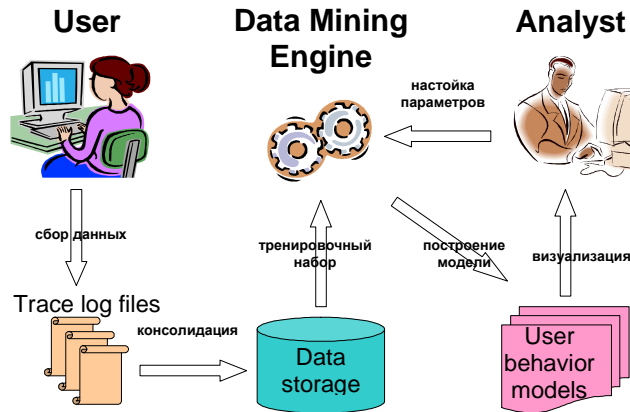 User
Data Mining
Engine
Analyst
настойка
параметров
сбор данных
тренировочный
набор
построение
модели
визуализация
Trace log files
консолидация
Data
storage
User
behavior
models